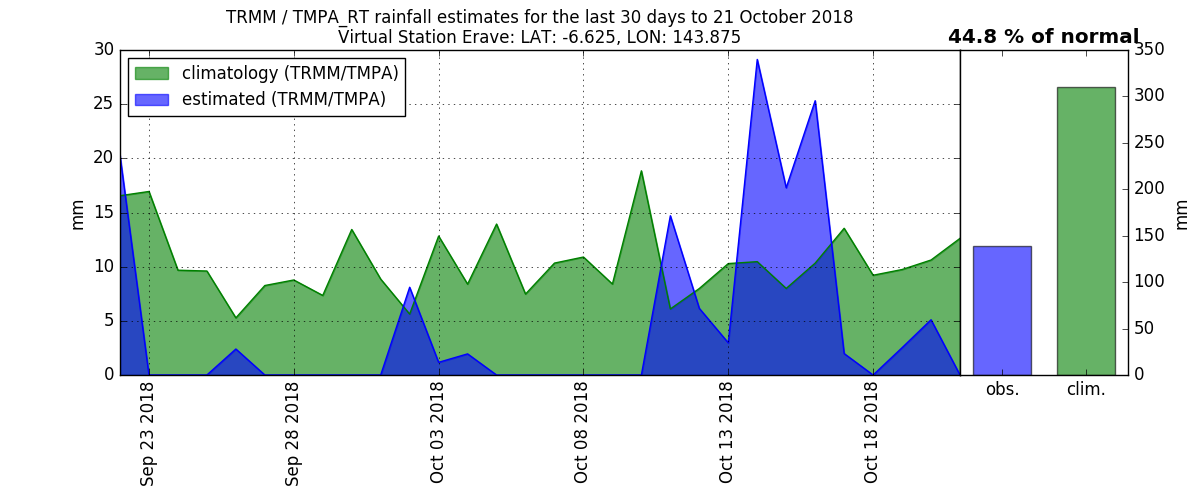 TRMM / TMPA_RT rainfall estimates for the last 30 days to 21 October 2018
Virtual Station Erave: LAT: -6.625, LON: 143.875
44.8 % of normal
climatology (TRMM/TMPA)
estimated (TRMM/TMPA)
30
25
20
15
10
5
0
mm
Sep 23 2018
Sep 28 2018
Oct 03 2018
Oct 08 2018
Oct 13 2018
Oct 18 2018
obs.
clim.
350
300
250
200
150
100
50
0
mm